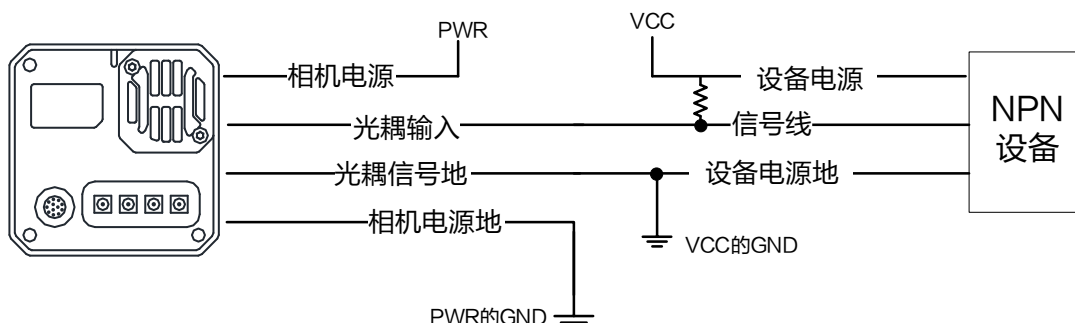 PWR
VCC
相机电源
设备电源
光耦输入
信号线
NPN
设备
光耦信号地
设备电源地
相机电源地
VCC的GND
PWR的GND